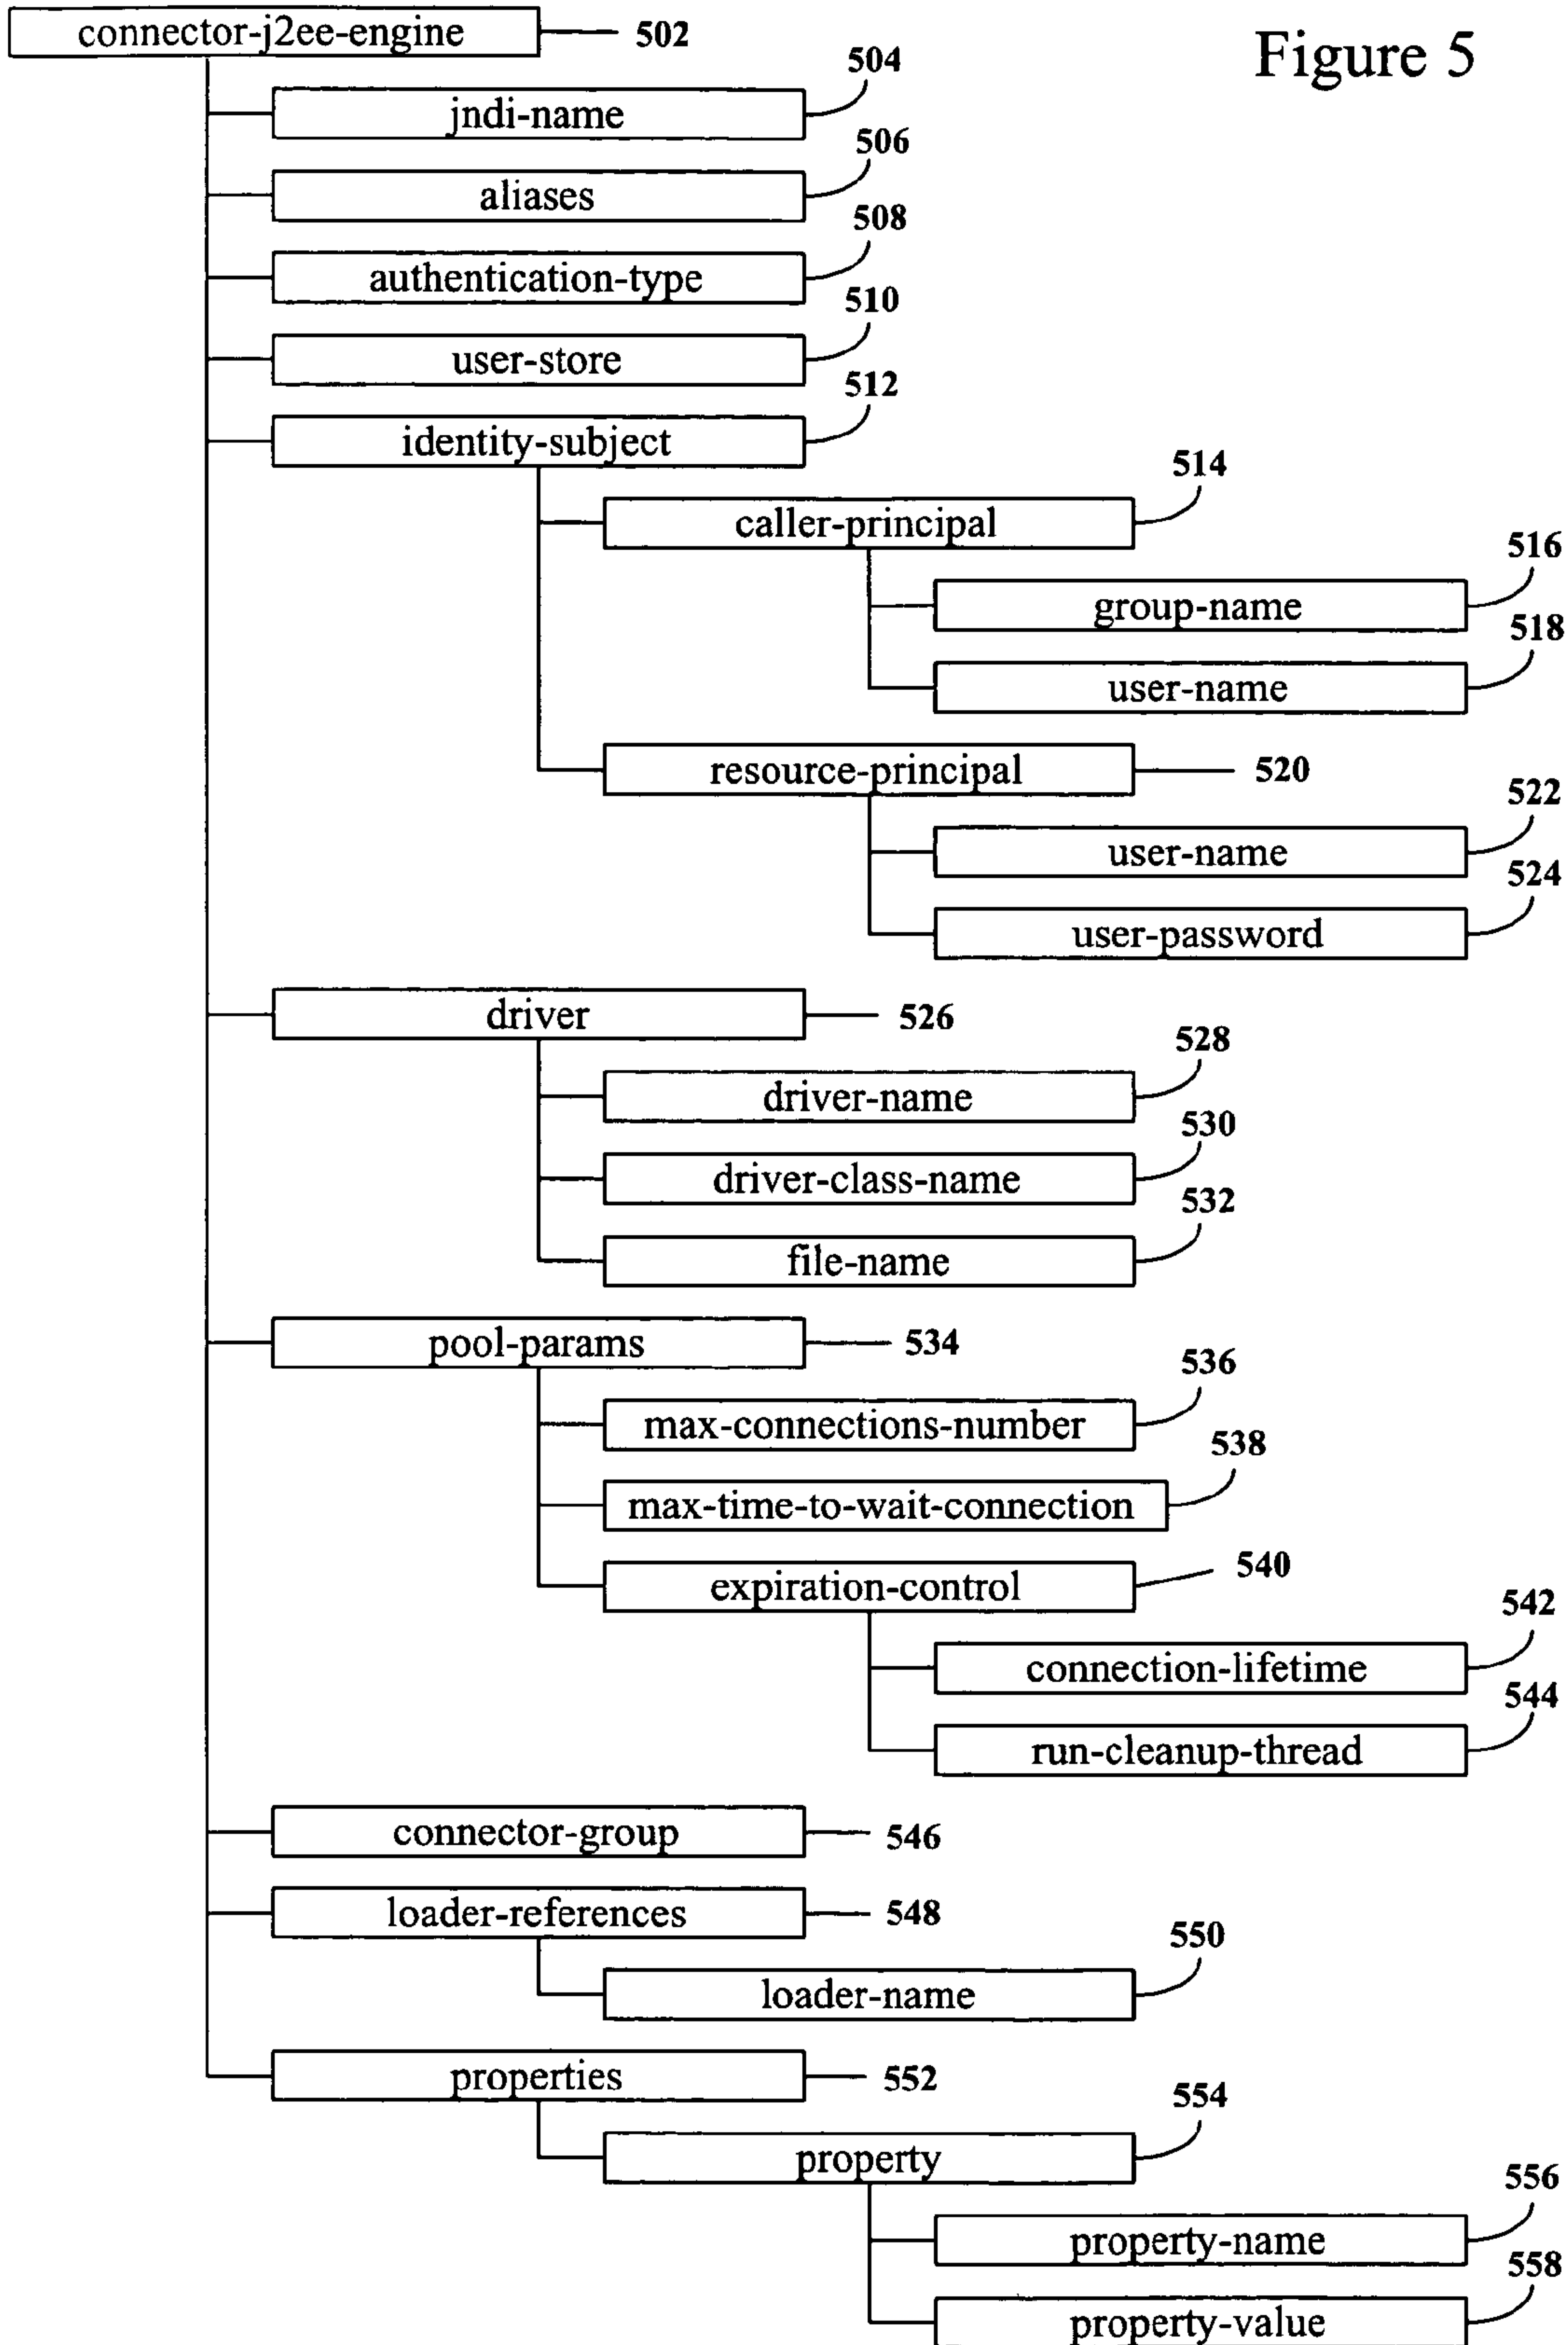 Figure 5
connector-j2ee-engine 502
504
jndi-name
506
aliases
508
authentication-type
510
user-store
512
identity-subject
514
caller-principal
516
group-name
518
user-name
resource-principal 520
522
user-name
524
user-password
driver 526
528
driver-name
530
driver-class-name
532
file-name
pool-params 534
536
max-connections-number
538
max-time-to-wait-connection
expiration-control 540
542
connection-lifetime
544
run-cleanup-thread
connector-group 546
loader-references 548
550
loader-name
properties 552
554
property
556
property-name
558
property-value